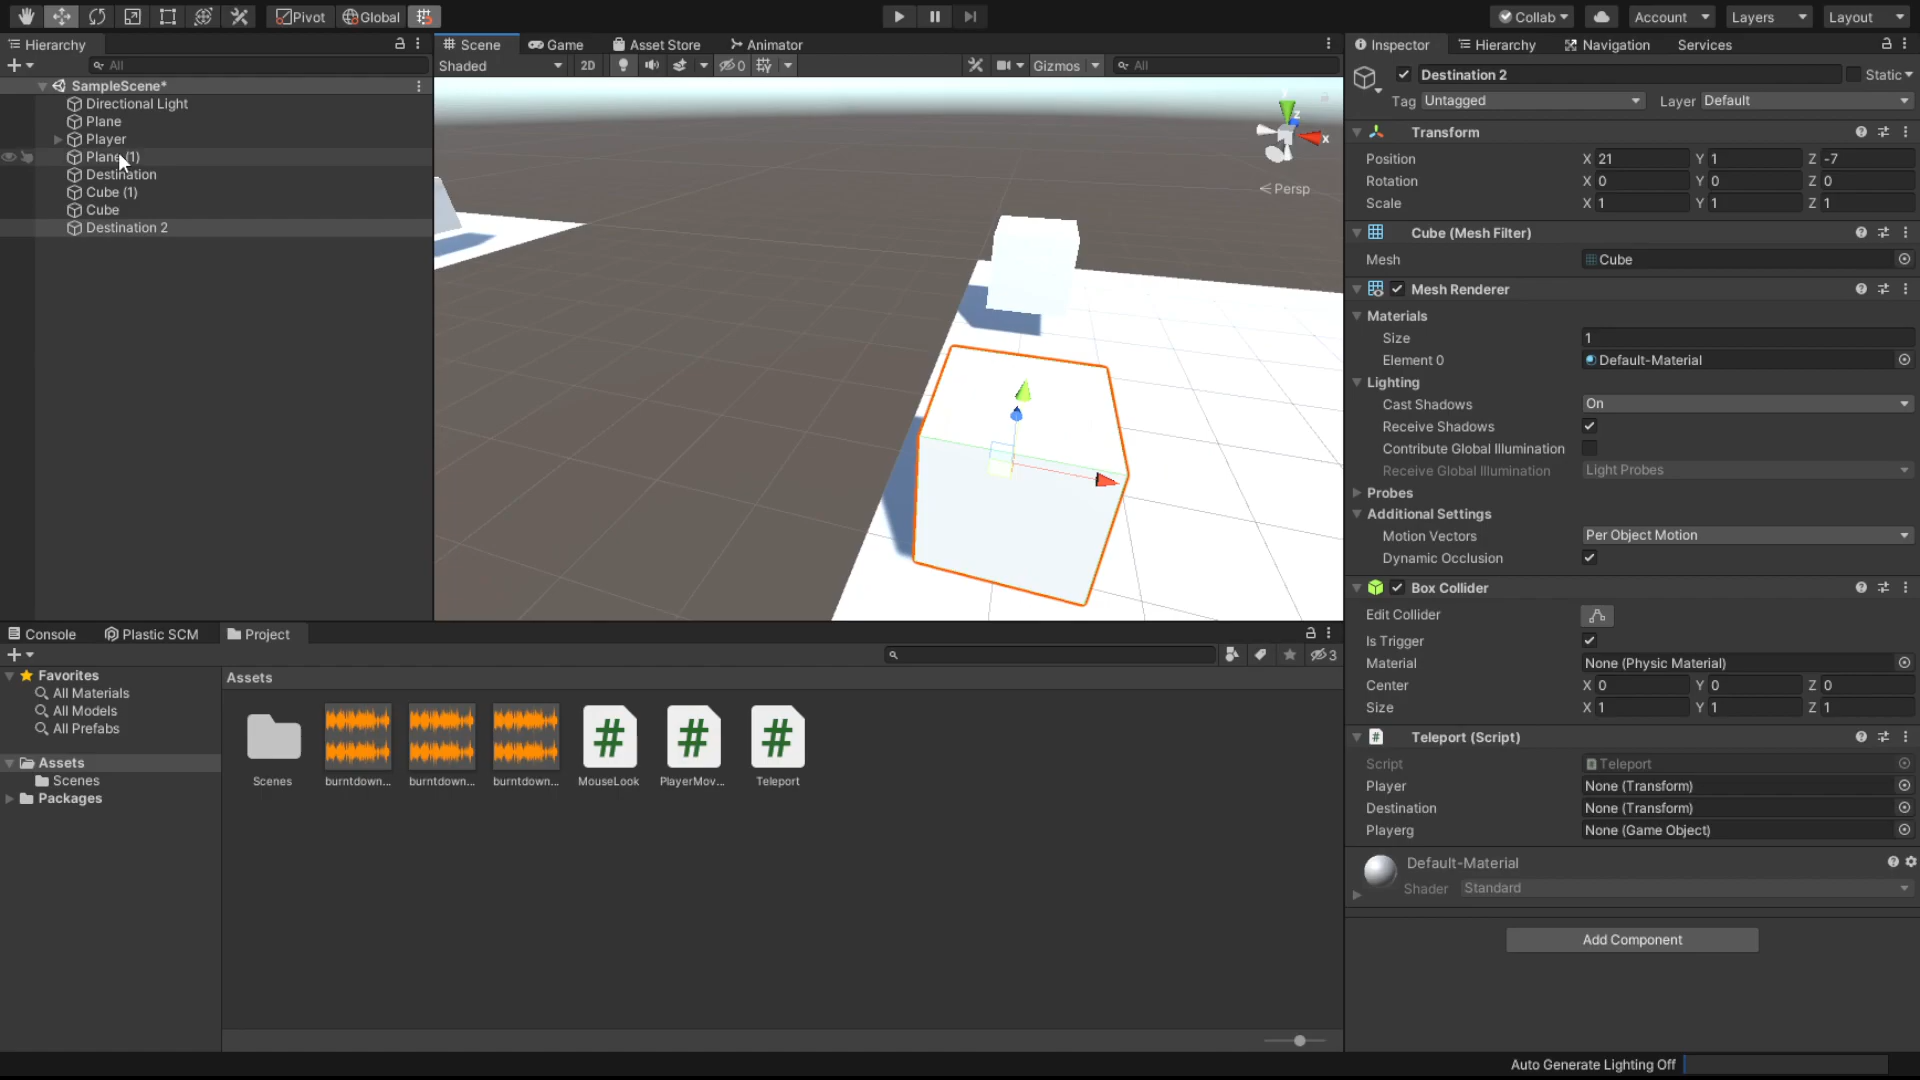 Pivot Global Collab Account Layers Layout
Hierarchy
All
SampleScene*
Directional Light
Plane
Player
Plane (1)
Destination
Cube (1)
Cube
Destination 2
Scene Game Asset Store Animator
Shaded 2D 0 Gizmos All
y
z
x
Persp
Inspector Hierarchy Navigation Services
Destination 2 Static
Tag Untagged Layer Default
Transform
Position X 21 Y 1 Z -7
Rotation X 0 Y 0 Z 0
Scale X 1 Y 1 Z 1
Cube (Mesh Filter)
Mesh Cube
Mesh Renderer
Materials
Size 1
Element 0 Default-Material
Lighting
Cast Shadows On
Receive Shadows
Contribute Global Illumination
Receive Global Illumination Light Probes
Probes
Additional Settings
Motion Vectors Per Object Motion
Dynamic Occlusion
Box Collider
Edit Collider
Is Trigger
Material None (Physic Material)
Center X 0 Y 0 Z 0
Size X 1 Y 1 Z 1
# Teleport (Script)
Script Teleport
Player None (Transform)
Destination None (Transform)
Playerg None (Game Object)
Default-Material
Shader Standard
Add Component
Console Plastic SCM Project
3
Favorites
All Materials
All Models
All Prefabs
Assets
Scenes
Packages
Assets
# # #
Scenes burntdown... burntdown... burntdown... MouseLook PlayerMov... Teleport
Auto Generate Lighting Off